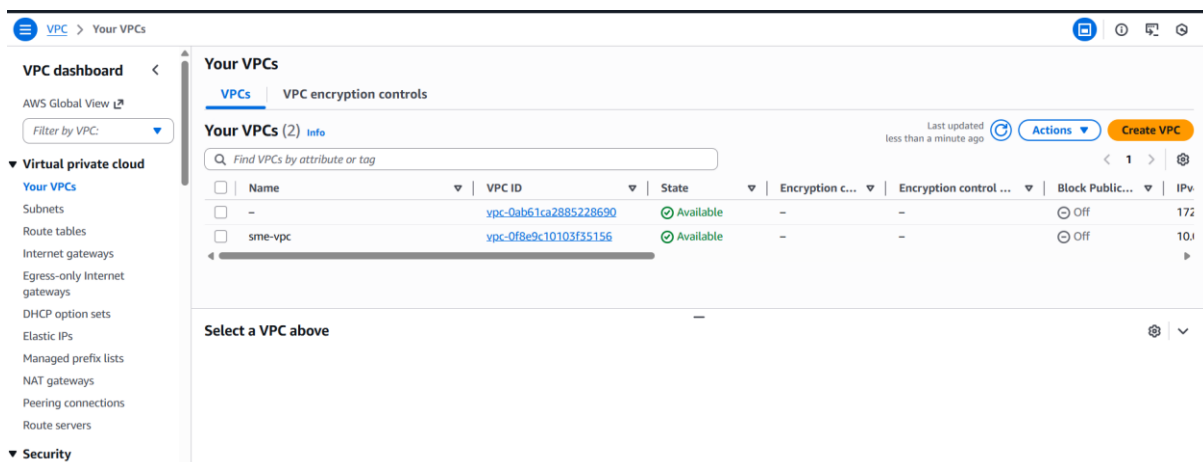 VPC > Your VPCs
VPC dashboard
AWS Global View
Filter by VPC:
Virtual private cloud
Your VPCs
Subnets
Route tables
Internet gateways
Egress-only Internet
gateways
DHCP option sets
Elastic IPs
Managed prefix lists
NAT gateways
Peering connections
Route servers
Security
Your VPCs
VPCs VPC encryption controls
Your VPCs (2) Info
Last updated
less than a minute ago
Actions Create VPC
Find VPCs by attribute or tag
1
Name VPC ID State Encryption c... Encryption control ... Block Public... IPv
– vpc-0ab61ca2885228690 Available – – Off 172
sme-vpc vpc-0f8e9c10103f35156 Available – – Off 10.
Select a VPC above